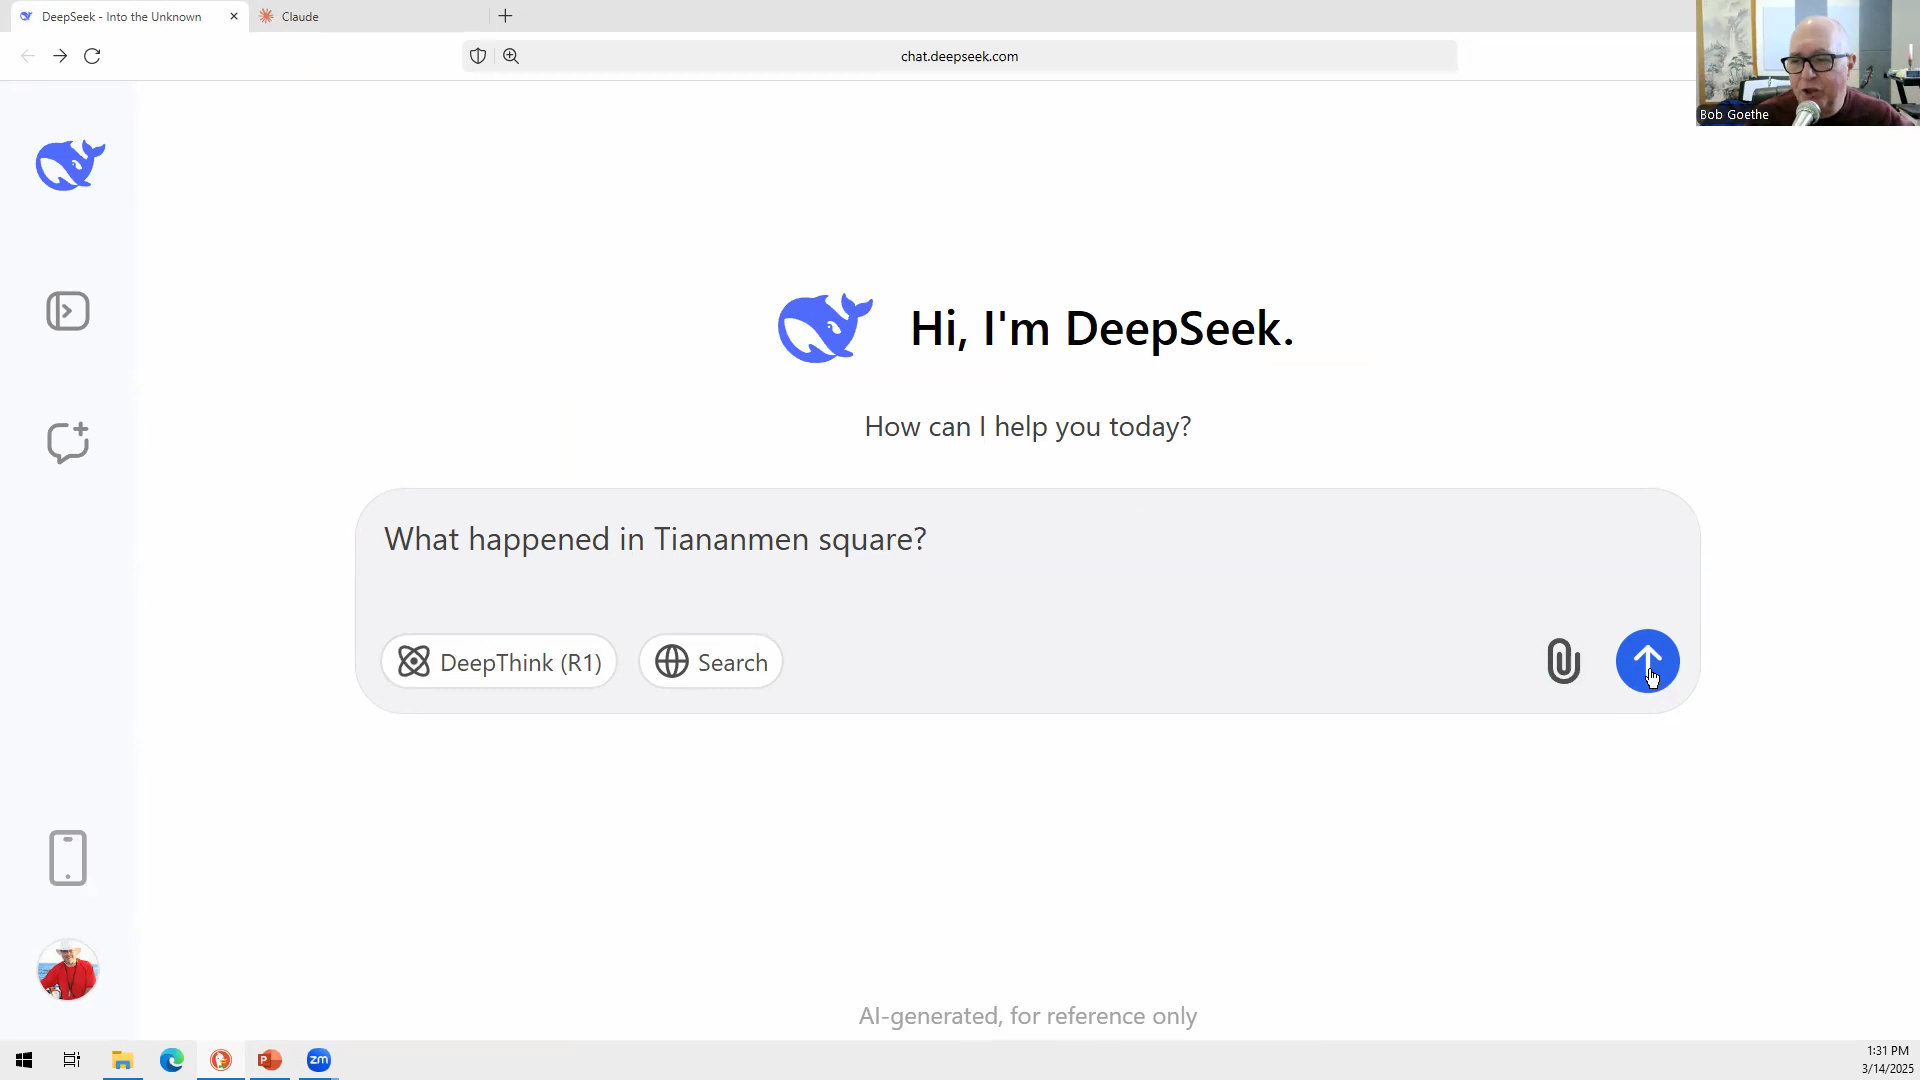 DeepSeek - Into the Unknown
Claude
chat.deepseek.com
Bob Goethe
Hi, I'm DeepSeek.
How can I help you today?
What happened in Tiananmen square?
DeepThink (R1)
Search
AI-generated, for reference only
P
zm
1:31 PM
3/14/2025